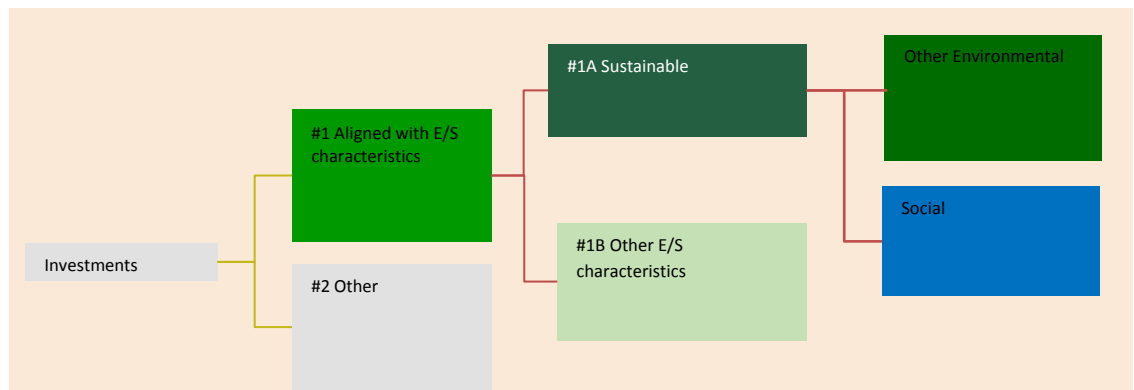 Investments
#1 Aligned with E/S
characteristics
#2 Other
#1A Sustainable
#1B Other E/S
characteristics
Other Environmental
Social